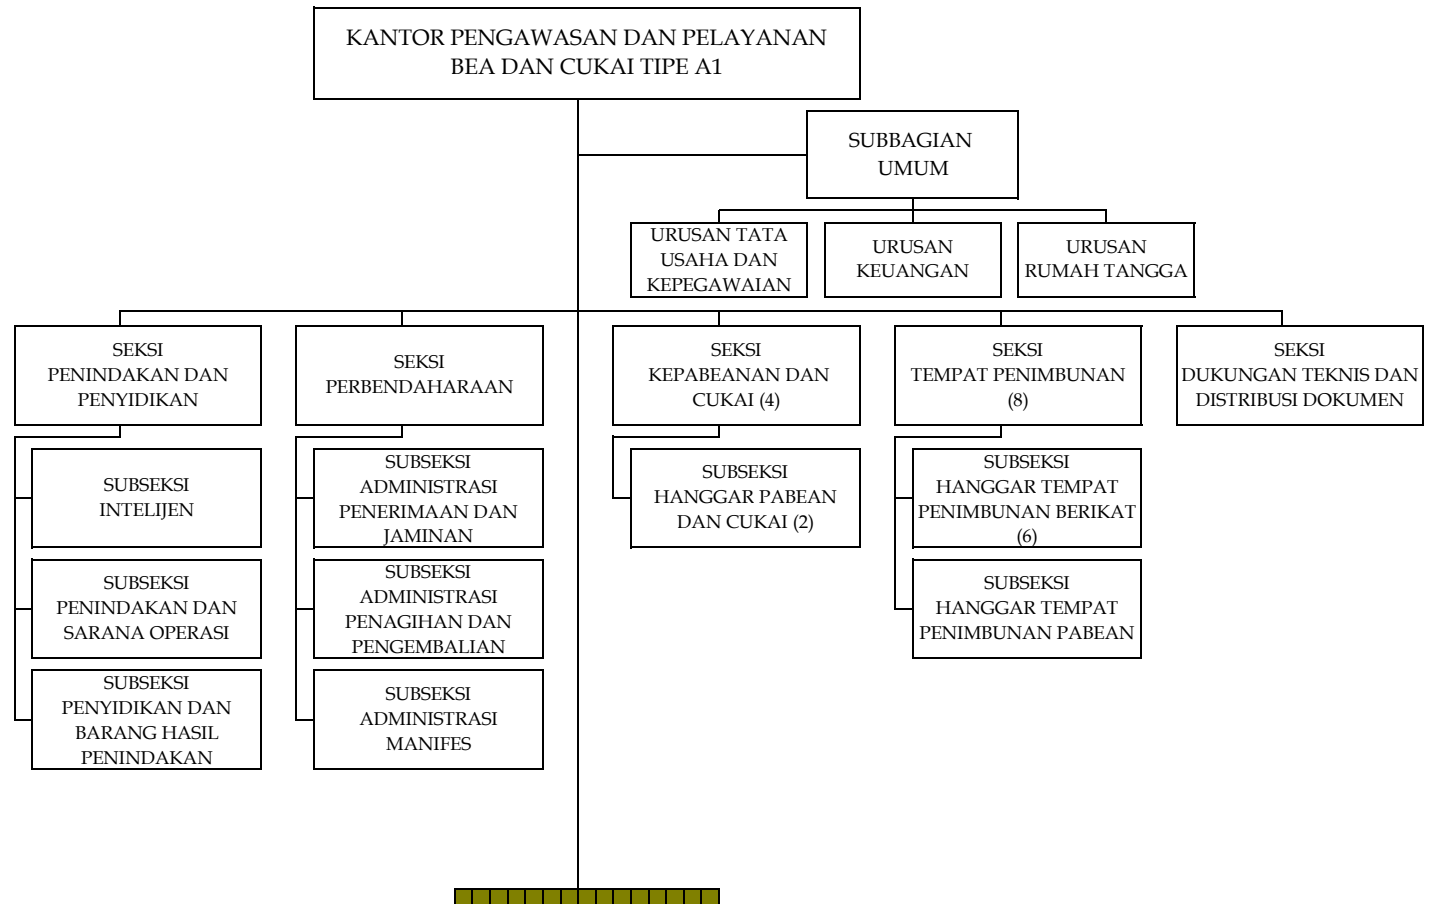 KANTOR PENGAWASAN DAN PELAYANAN
BEA DAN CUKAI TIPE A1
SUBBAGIAN
UMUM
URUSAN TATA
USAHA DAN
KEPEGAWAIAN
URUSAN
KEUANGAN
URUSAN
RUMAH TANGGA
SEKSI
PENINDAKAN DAN
PENYIDIKAN
SEKSI
PERBENDAHARAAN
SEKSI
KEPABEANAN DAN
CUKAI (4)
SEKSI
TEMPAT PENIMBUNAN
(8)
SEKSI
DUKUNGAN TEKNIS DAN
DISTRIBUSI DOKUMEN
SUBSEKSI
INTELIJEN
SUBSEKSI
ADMINISTRASI
PENERIMAAN DAN
JAMINAN
SUBSEKSI
HANGGAR PABEAN
DAN CUKAI (2)
SUBSEKSI
HANGGAR TEMPAT
PENIMBUNAN BERIKAT
(6)
SUBSEKSI
PENINDAKAN DAN
SARANA OPERASI
SUBSEKSI
ADMINISTRASI
PENAGIHAN DAN
PENGEMBALIAN
SUBSEKSI
HANGGAR TEMPAT
PENIMBUNAN PABEAN
SUBSEKSI
PENYIDIKAN DAN
BARANG HASIL
PENINDAKAN
SUBSEKSI
ADMINISTRASI
MANIFES